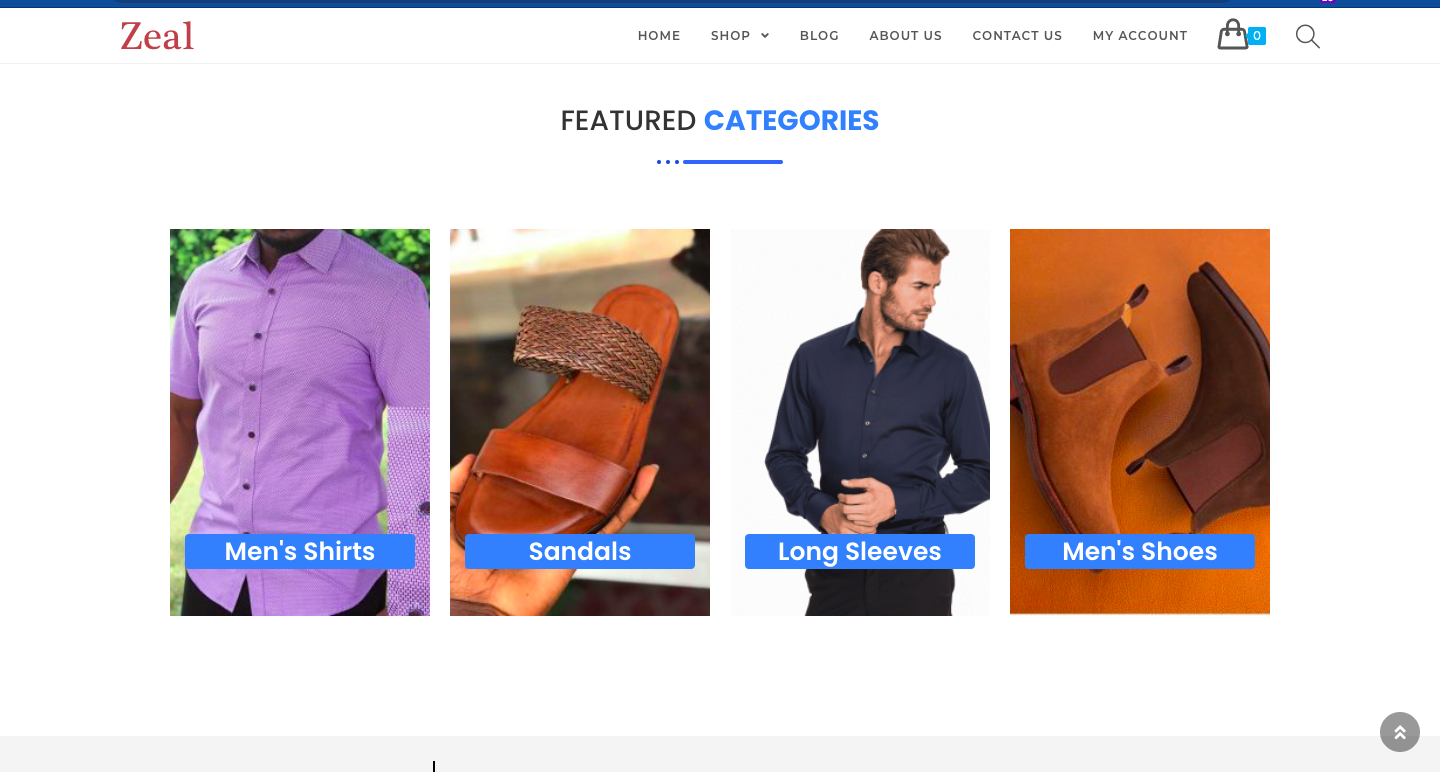 Zeal
HOME SHOP BLOG ABOUT US CONTACT US MY ACCOUNT 0
FEATURED CATEGORIES
Men's Shirts
Sandals
Long Sleeves
Men's Shoes